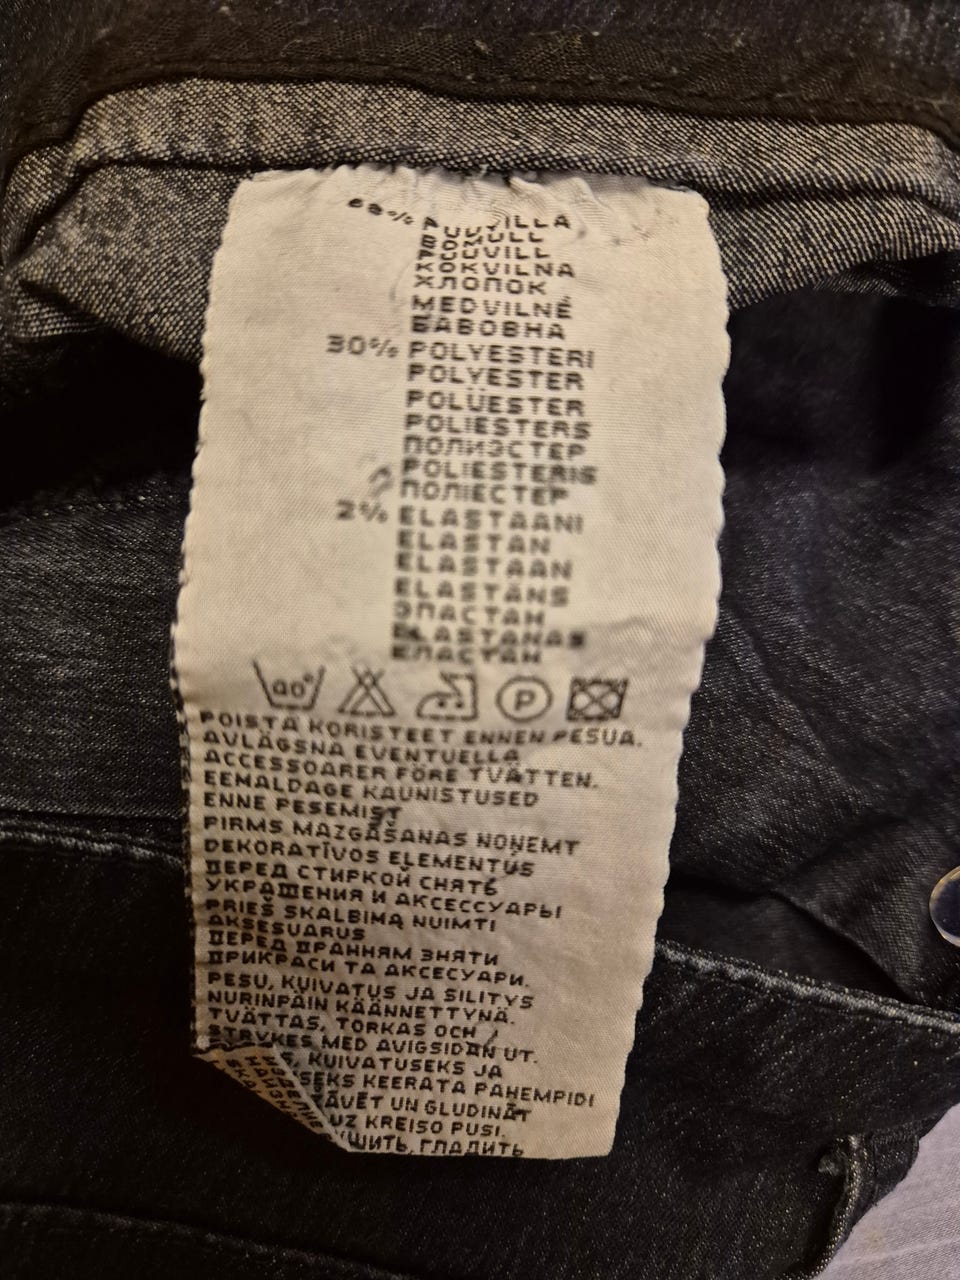 68% PUUVILLA
BOMULL
PUUVILL
KOKVILNA
ХЛОПОК
MEDVILNĖ
БАВОВНА
30% POLYESTERI
POLYESTER
POLÜESTER
POLIESTERS
ПОЛИЭСТЕР
POLIESTERIS
ПОЛІЕСТЕР
2% ELASTAANI
ELASTAN
ELASTAAN
ELASTĀNS
ЭЛАСТАН
ELASTANAS
ЕЛАСТАН
40° P
POISTA KORISTEET ENNEN PESUA.
AVLÄGSNA EVENTUELLA
ACCESSOARER FÖRE TVÄTTEN.
EEMALDAGE KAUNISTUSED
ENNE PESEMIST
PIRMS MAZGĀŠANAS NOŅEMT
DEKORATĪVOS ELEMENTUS
ПЕРЕД СТИРКОЙ СНЯТЬ
УКРАШЕНИЯ И АКСЕССУАРЫ
PRIEŠ SKALBIMĄ NUIMTI
AKSESUARUS
ПЕРЕД ПРАННЯМ ЗНЯТИ
ПРИКРАСИ ТА АКСЕСУАРИ.
PESU, KUIVATUS JA SILITYS
NURINPÄIN KÄÄNNETTYNÄ.
TVÄTTAS, TORKAS OCH
STRYKES MED AVIGSIDAN UT.
KUIVATUSEKS JA
KEERATA PAHEMPIDI
UN GLUDINĀT
UZ KREISO PUSI.
ГЛАДИТЬ
ИЗДЕЛИЕ